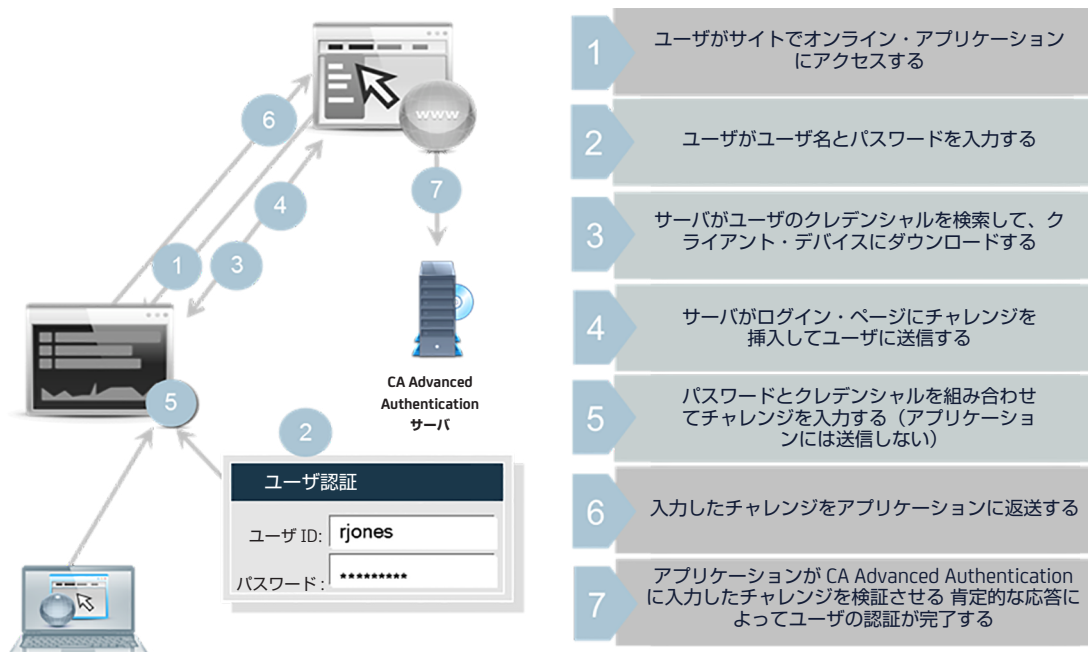 www
6
7
4
1
3
5
CA Advanced
Authentication
サーバ
2
ユーザ認証
ユーザ ID:
rjones
パスワード :
*********
1
ユーザがサイトでオンライン・アプリケーション
にアクセスする
2
ユーザがユーザ名とパスワードを入力する
3
サーバがユーザのクレデンシャルを検索して、ク
ライアント・デバイスにダウンロードする
4
サーバがログイン・ページにチャレンジを
挿入してユーザに送信する
5
パスワードとクレデンシャルを組み合わせ
てチャレンジを入力する（アプリケーショ
ンには送信しない）
6
入力したチャレンジをアプリケーションに返送する
7
アプリケーションが CA Advanced Authentication
に入力したチャレンジを検証させる 肯定的な応答に
よってユーザの認証が完了する